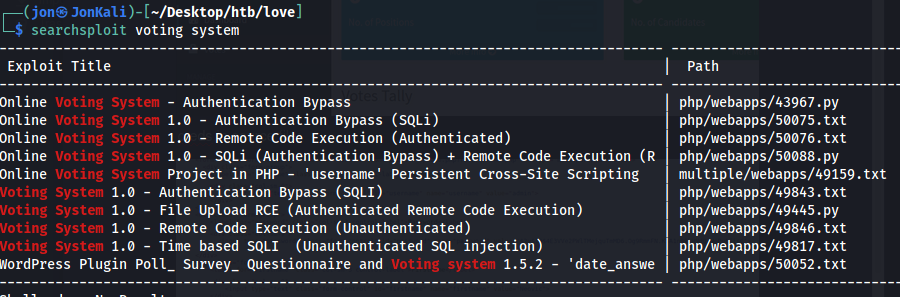 (jon㉿JonKali)-[~/Desktop/htb/love]
$ searchsploit voting system
Exploit Title | Path
Online Voting System - Authentication Bypass | php/webapps/43967.py
Online Voting System 1.0 - Authentication Bypass (SQLi) | php/webapps/50075.txt
Online Voting System 1.0 - Remote Code Execution (Authenticated) | php/webapps/50076.txt
Online Voting System 1.0 - SQLi (Authentication Bypass) + Remote Code Execution (R | php/webapps/50088.py
Online Voting System Project in PHP - 'username' Persistent Cross-Site Scripting | multiple/webapps/49159.txt
Voting System 1.0 - Authentication Bypass (SQLI) | php/webapps/49843.txt
Voting System 1.0 - File Upload RCE (Authenticated Remote Code Execution) | php/webapps/49445.py
Voting System 1.0 - Remote Code Execution (Unauthenticated) | php/webapps/49846.txt
Voting System 1.0 - Time based SQLI  (Unauthenticated SQL injection) | php/webapps/49817.txt
WordPress Plugin Poll_ Survey_ Questionnaire and Voting system 1.5.2 - 'date_answe | php/webapps/50052.txt